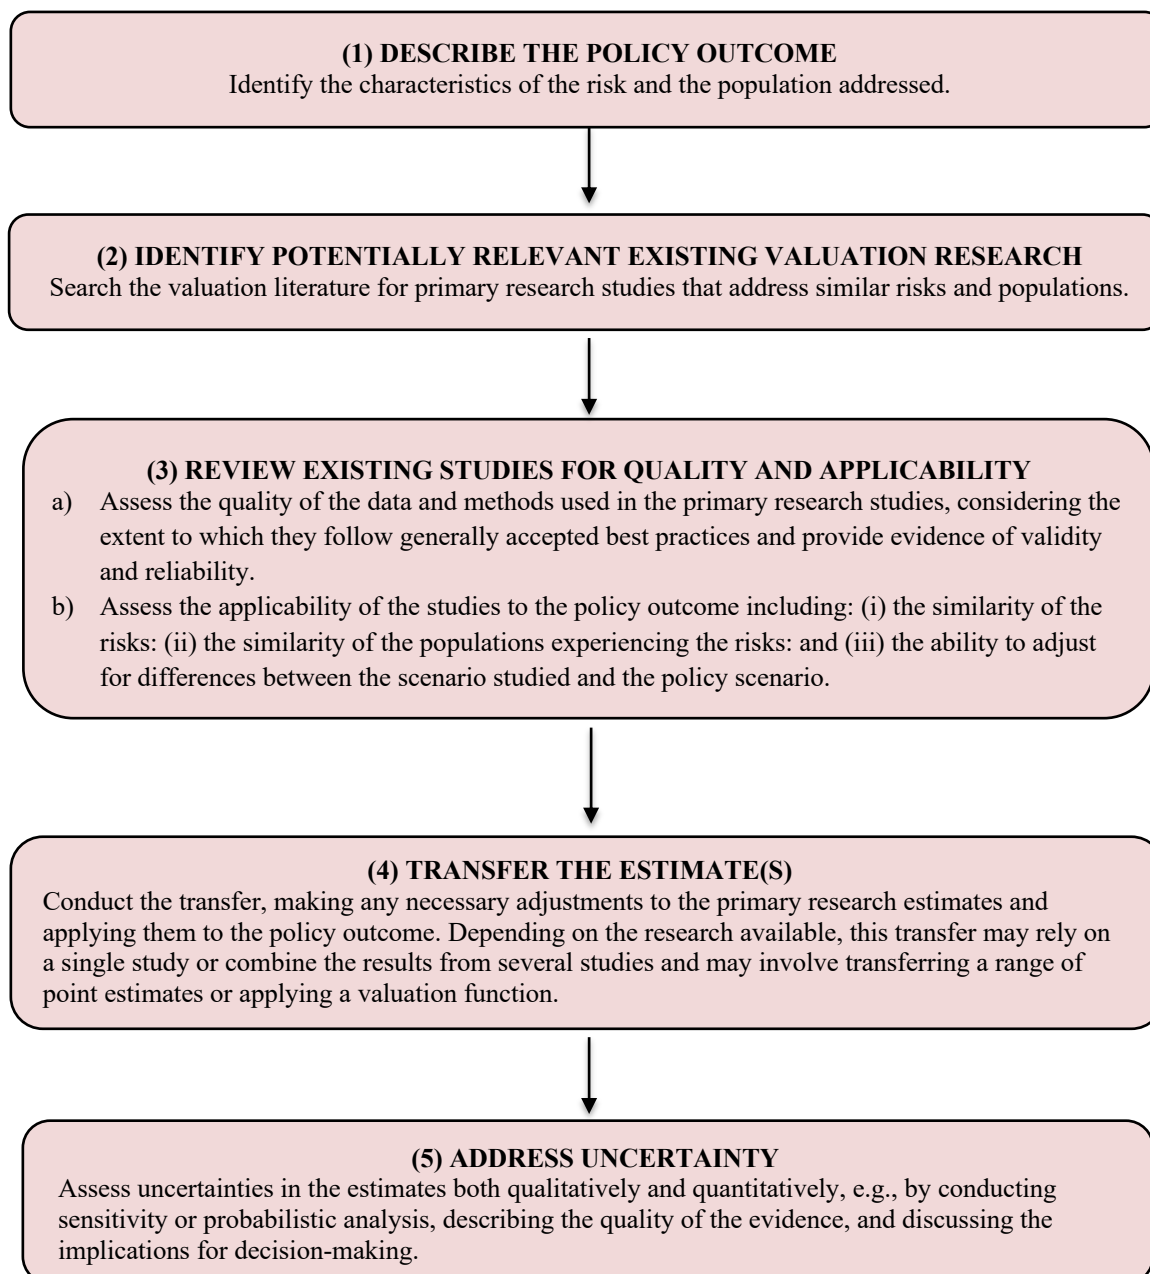 (1) DESCRIBE THE POLICY OUTCOME
Identify the characteristics of the risk and the population addressed.
(2) IDENTIFY POTENTIALLY RELEVANT EXISTING VALUATION RESEARCH
Search the valuation literature for primary research studies that address similar risks and populations.
(3) REVIEW EXISTING STUDIES FOR QUALITY AND APPLICABILITY
a) Assess the quality of the data and methods used in the primary research studies, considering the
extent to which they follow generally accepted best practices and provide evidence of validity
and reliability.
b) Assess the applicability of the studies to the policy outcome including: (i) the similarity of the
risks: (ii) the similarity of the populations experiencing the risks: and (iii) the ability to adjust
for differences between the scenario studied and the policy scenario.
(4) TRANSFER THE ESTIMATE(S)
Conduct the transfer, making any necessary adjustments to the primary research estimates and
applying them to the policy outcome. Depending on the research available, this transfer may rely on
a single study or combine the results from several studies and may involve transferring a range of
point estimates or applying a valuation function.
(5) ADDRESS UNCERTAINTY
Assess uncertainties in the estimates both qualitatively and quantitatively, e.g., by conducting
sensitivity or probabilistic analysis, describing the quality of the evidence, and discussing the
implications for decision-making.